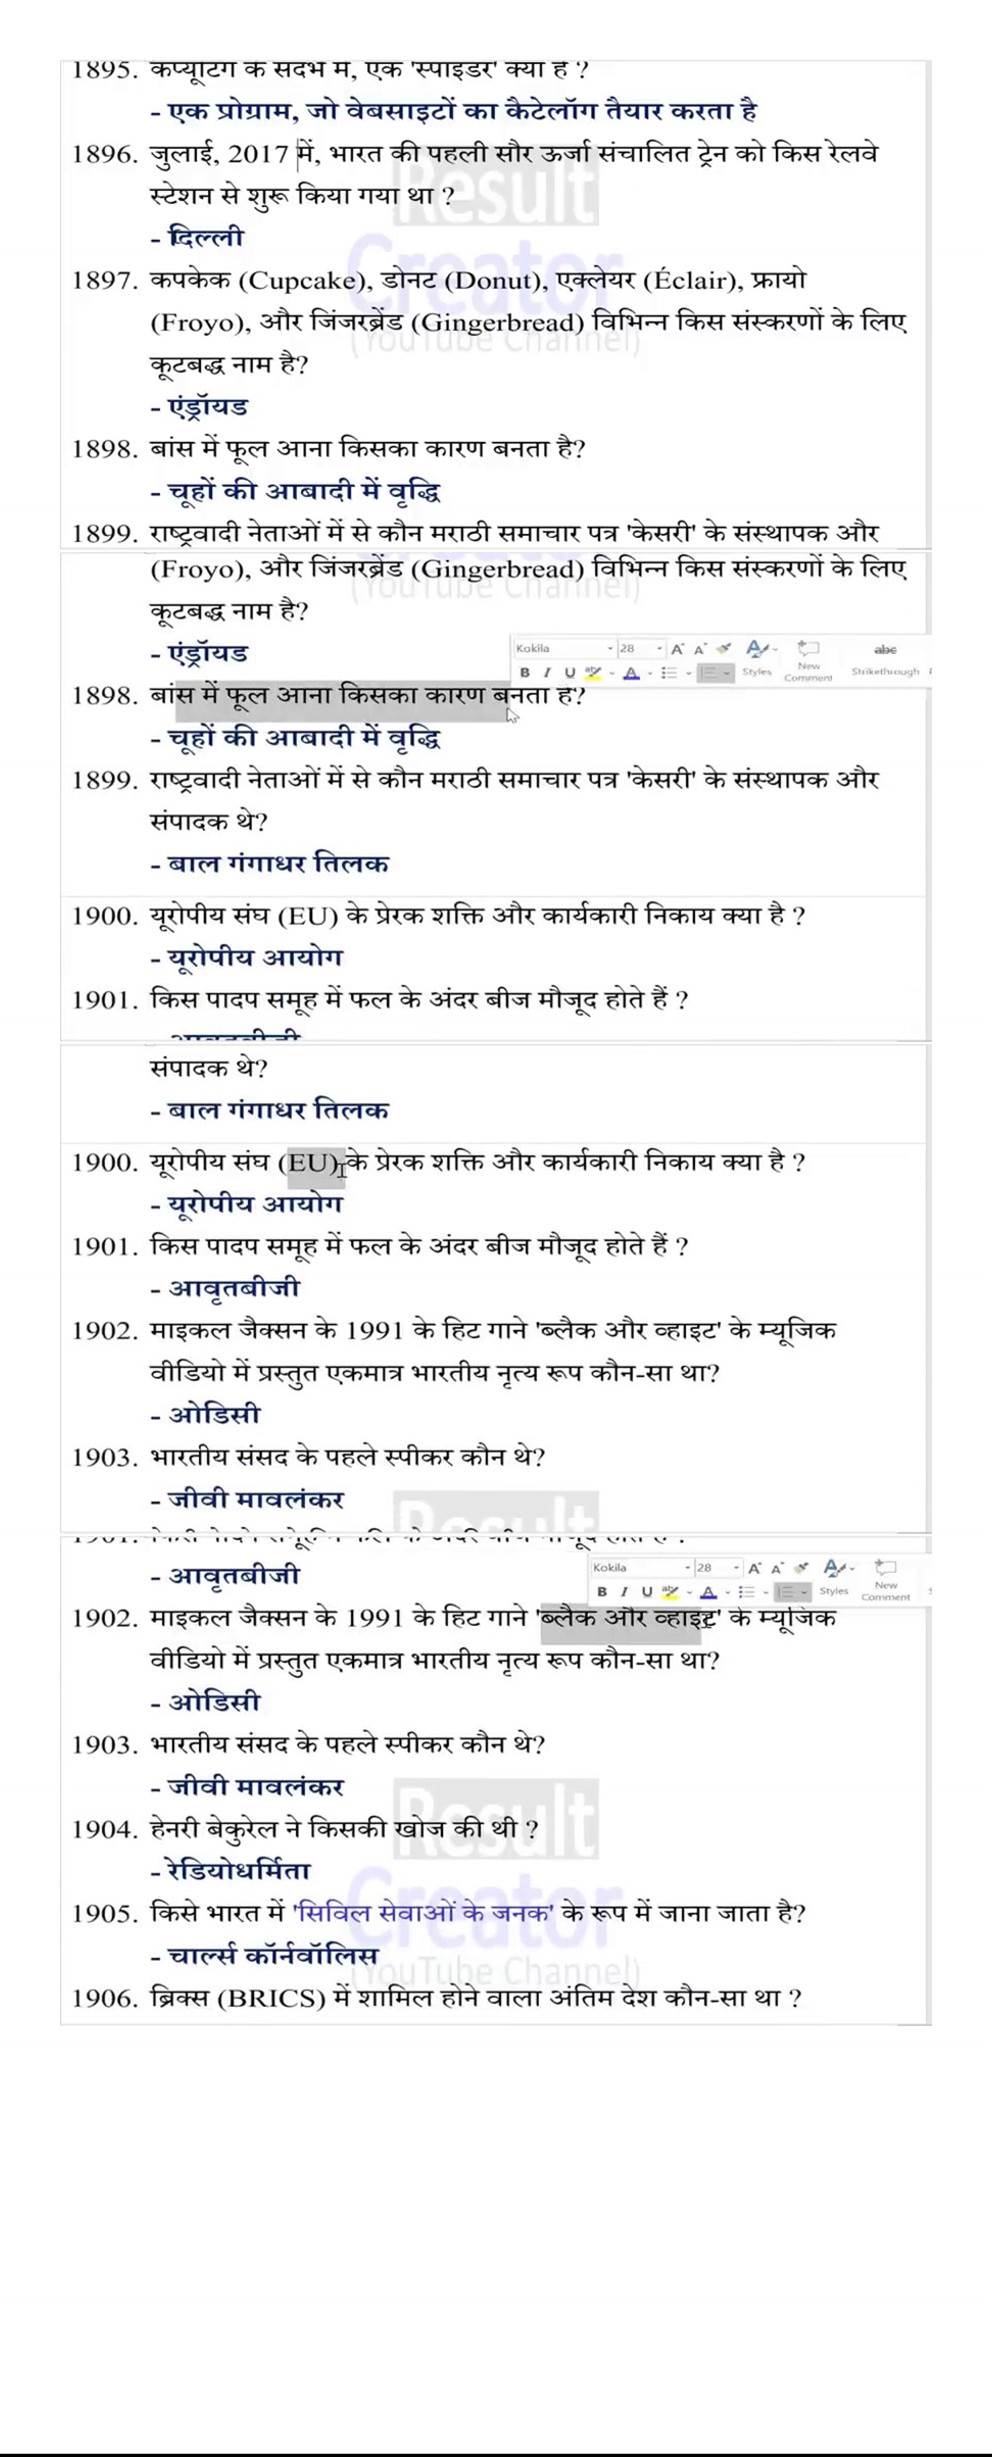 1895. कंप्यूटिंग के संदर्भ में, एक 'स्पाइडर' क्या है ?
- एक प्रोग्राम, जो वेबसाइटों का कैटेलॉग तैयार करता है
1896. जुलाई, 2017 में, भारत की पहली सौर ऊर्जा संचालित ट्रेन को किस रेलवे
स्टेशन से शुरू किया गया था ?
- दिल्ली
1897. कपकेक (Cupcake), डोनट (Donut), एक्लेयर (Éclair), फ्रायो
(Froyo), और जिंजरब्रेंड (Gingerbread) विभिन्न किस संस्करणों के लिए
कूटबद्ध नाम है?
- एंड्रॉयड
1898. बांस में फूल आना किसका कारण बनता है?
- चूहों की आबादी में वृद्धि
1899. राष्ट्रवादी नेताओं में से कौन मराठी समाचार पत्र 'केसरी' के संस्थापक और
Result
Creator
(YouTube Channel)
(Froyo), और जिंजरब्रेंड (Gingerbread) विभिन्न किस संस्करणों के लिए
(YouTube Channel)
कूटबद्ध नाम है?
- एंड्रॉयड
Kokila 28 A A abc
B I U Styles New Comment Strikethrough
1898. बांस में फूल आना किसका कारण बनता है?
- चूहों की आबादी में वृद्धि
1899. राष्ट्रवादी नेताओं में से कौन मराठी समाचार पत्र 'केसरी' के संस्थापक और
संपादक थे?
- बाल गंगाधर तिलक
1900. यूरोपीय संघ (EU) के प्रेरक शक्ति और कार्यकारी निकाय क्या है ?
- यूरोपीय आयोग
1901. किस पादप समूह में फल के अंदर बीज मौजूद होते हैं ?
संपादक थे?
- बाल गंगाधर तिलक
1900. यूरोपीय संघ (EU) के प्रेरक शक्ति और कार्यकारी निकाय क्या है ?
- यूरोपीय आयोग
1901. किस पादप समूह में फल के अंदर बीज मौजूद होते हैं ?
- आवृतबीजी
1902. माइकल जैक्सन के 1991 के हिट गाने 'ब्लैक और व्हाइट' के म्यूजिक
वीडियो में प्रस्तुत एकमात्र भारतीय नृत्य रूप कौन-सा था?
- ओडिसी
1903. भारतीय संसद के पहले स्पीकर कौन थे?
- जीवी मावलंकर
- आवृतबीजी
Kokila 28 A A
B I U Styles New Comment
1902. माइकल जैक्सन के 1991 के हिट गाने 'ब्लैक और व्हाइट' के म्यूजिक
वीडियो में प्रस्तुत एकमात्र भारतीय नृत्य रूप कौन-सा था?
- ओडिसी
1903. भारतीय संसद के पहले स्पीकर कौन थे?
- जीवी मावलंकर
1904. हेनरी बेकुरेल ने किसकी खोज की थी ?
- रेडियोधर्मिता
1905. किसे भारत में 'सिविल सेवाओं के जनक' के रूप में जाना जाता है?
- चार्ल्स कॉर्नवॉलिस
1906. ब्रिक्स (BRICS) में शामिल होने वाला अंतिम देश कौन-सा था ?
Result
Creator
(YouTube Channel)